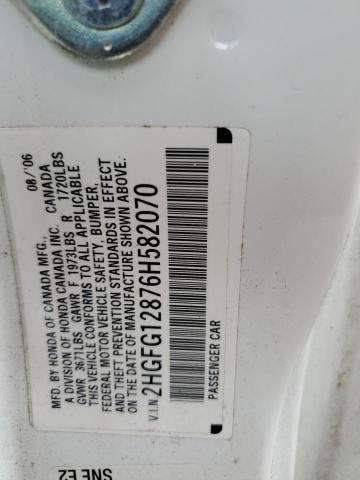 MFD. BY HONDA OF CANADA MFG., 08/'06
A DIVISION OF HONDA CANADA INC. CANADA
GVWR 3671LBS GAWR F 1973LBS R 1720LBS
THIS VEHICLE CONFORMS TO ALL APPLICABLE
FEDERAL MOTOR VEHICLE SAFETY, BUMPER,
AND THEFT PREVENTION STANDARDS IN EFFECT
ON THE DATE OF MANUFACTURE SHOWN ABOVE.
V.I.N. 2HGFG12876H582070
PASSENGER CAR
SNE E2